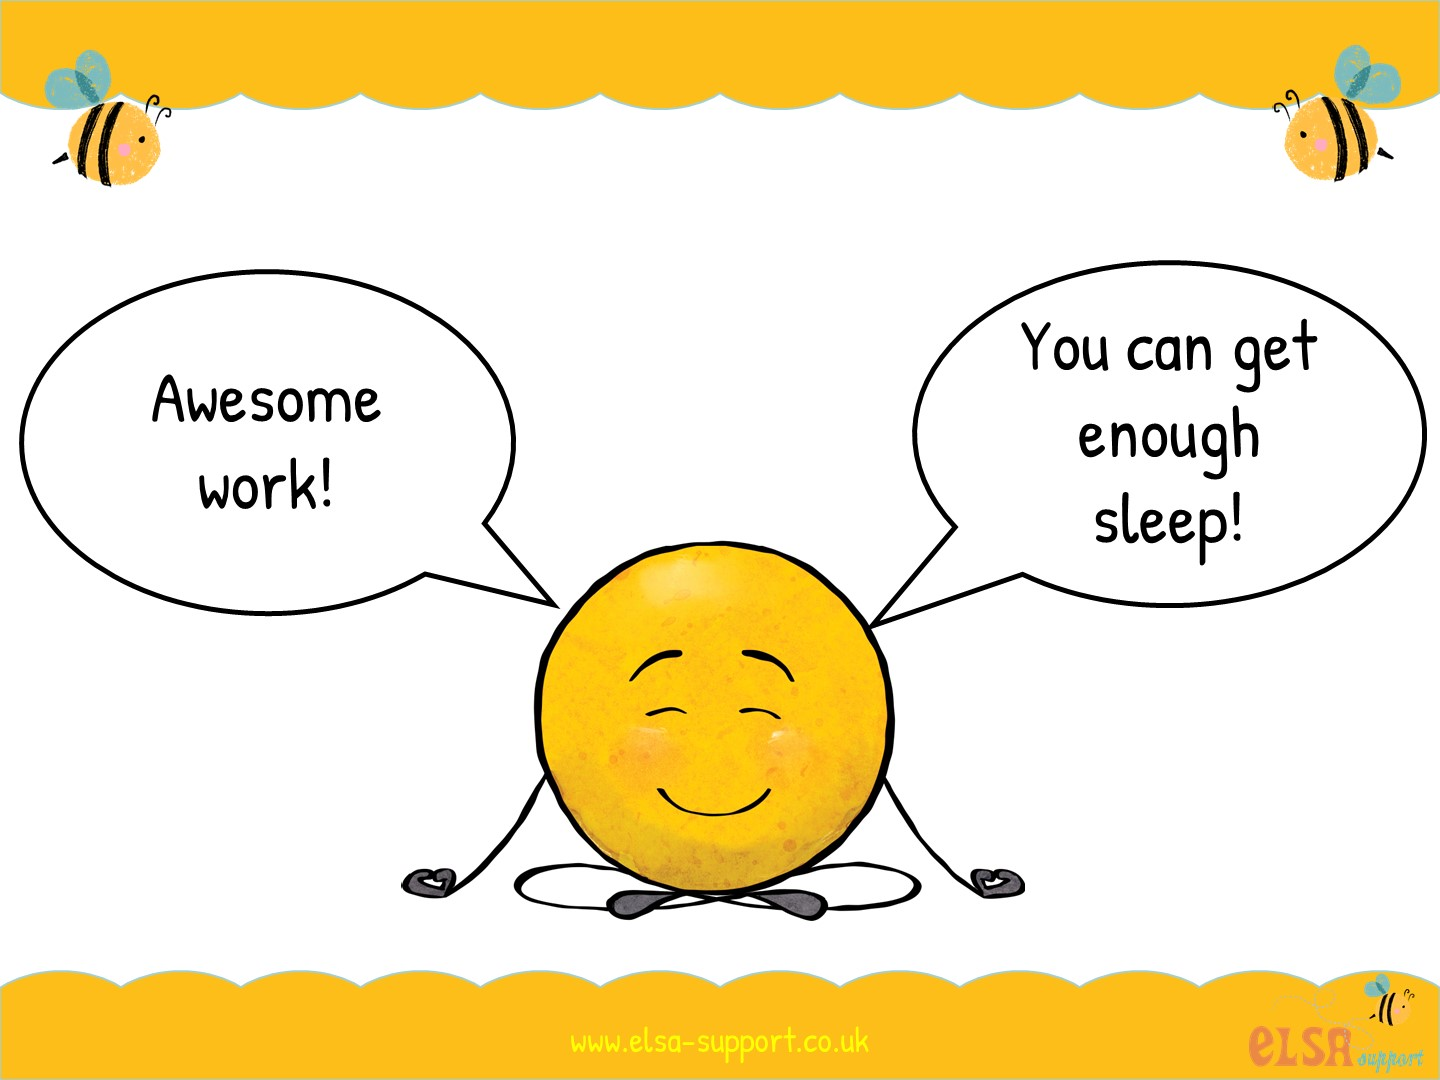 Awesome
work!
You can get
enough
sleep!
www.elsa-support.co.uk
ELSA
support